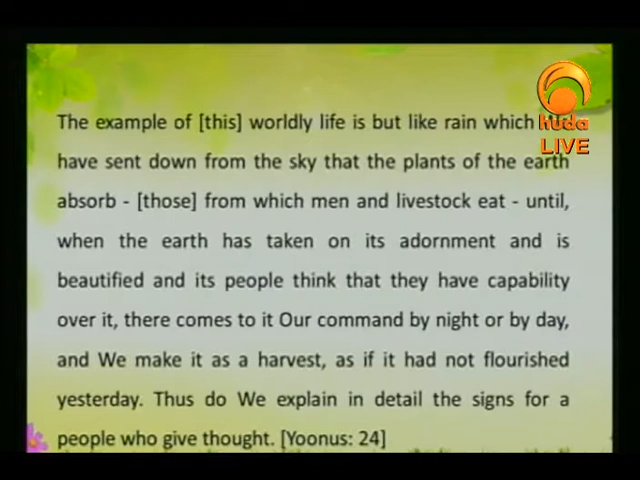 The example of [this] worldly life is but like rain which
have sent down from the sky that the plants of the earth
absorb - [those] from which men and livestock eat - until,
when the earth has taken on its adornment and is
beautified and its people think that they have capability
over it, there comes to it Our command by night or by day,
and We make it as a harvest, as if it had not flourished
yesterday. Thus do We explain in detail the signs for a
people who give thought. [Yoonus: 24]
huda
LIVE